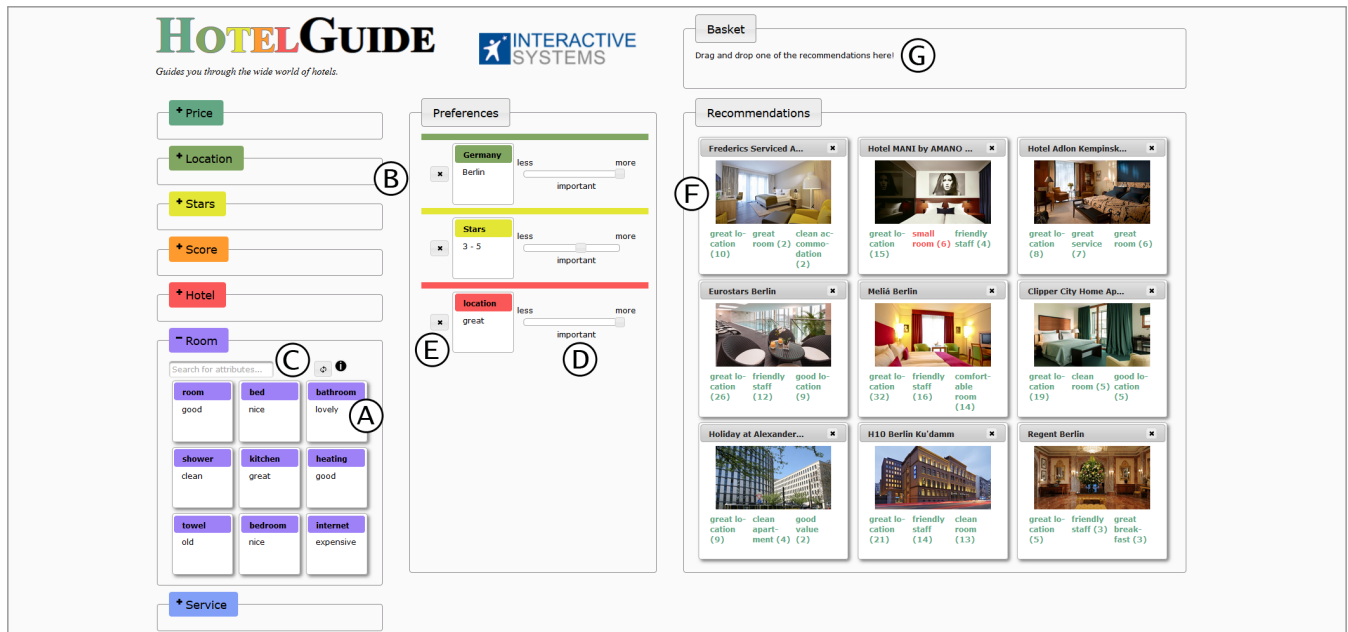 HOTELGUIDE
Guides you through the wide world of hotels.
INTERACTIVE
SYSTEMS
Basket
Drag and drop one of the recommendations here!
G
+ Price
+ Location
+ Stars
+ Score
+ Hotel
- Room
Search for attributes...
C
i
room
good
bed
nice
bathroom
lovely
A
shower
clean
kitchen
great
heating
good
towel
old
bedroom
nice
internet
expensive
+ Service
Preferences
B
Germany
Berlin
less
more
important
Stars
3 - 5
less
more
important
location
great
less
more
important
E
D
Recommendations
F
Frederics Serviced A...
great lo-
cation
(10)
great
room (2)
clean ac-
commo-
dation
(2)
Hotel MANI by AMANO ...
great lo-
cation
(15)
small
room (6)
friendly
staff (4)
Hotel Adlon Kempinsk...
great lo-
cation
(8)
great
service
(7)
great
room (6)
Eurostars Berlin
great lo-
cation
(26)
friendly
staff
(12)
good lo-
cation
(9)
Meliá Berlin
great lo-
cation
(32)
friendly
staff
(16)
comfort-
able
room
(14)
Clipper City Home Ap...
great lo-
cation
(19)
clean
room (5)
good lo-
cation
(5)
Holiday at Alexander...
great lo-
cation
(9)
clean
apart-
ment (4)
good
value
(2)
H10 Berlin Ku'damm
great lo-
cation
(21)
friendly
staff
(14)
clean
room
(13)
Regent Berlin
great lo-
cation
(5)
friendly
staff (3)
great
break-
fast (3)